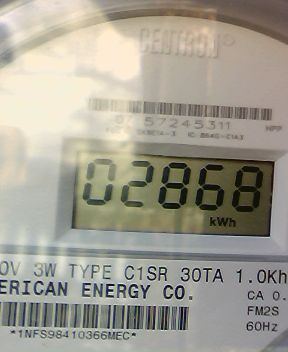 CENTRON®
57245311
02868
kWh
0V 3W TYPE C1SR 30TA 1.0Kh
ERICAN ENERGY CO.
CA 0.
FM2S
60Hz
*1NFS98410366MEC*